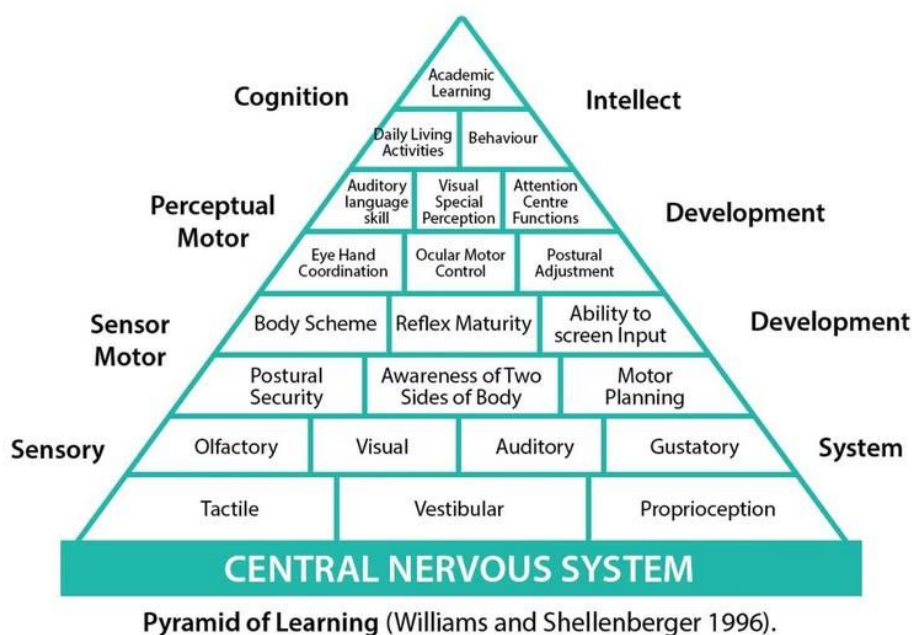 Academic
Learning
Cognition
Intellect
Daily Living
Activities
Behaviour
Auditory
language
skill
Visual
Special
Perception
Attention
Centre
Functions
Perceptual
Motor
Development
Eye Hand
Coordination
Ocular Motor
Control
Postural
Adjustment
Sensor
Motor
Body Scheme
Reflex Maturity
Ability to
screen Input
Development
Postural
Security
Awareness of Two
Sides of Body
Motor
Planning
Sensory
Olfactory
Visual
Auditory
Gustatory
System
Tactile
Vestibular
Proprioception
CENTRAL NERVOUS SYSTEM
Pyramid of Learning (Williams and Shellenberger 1996).